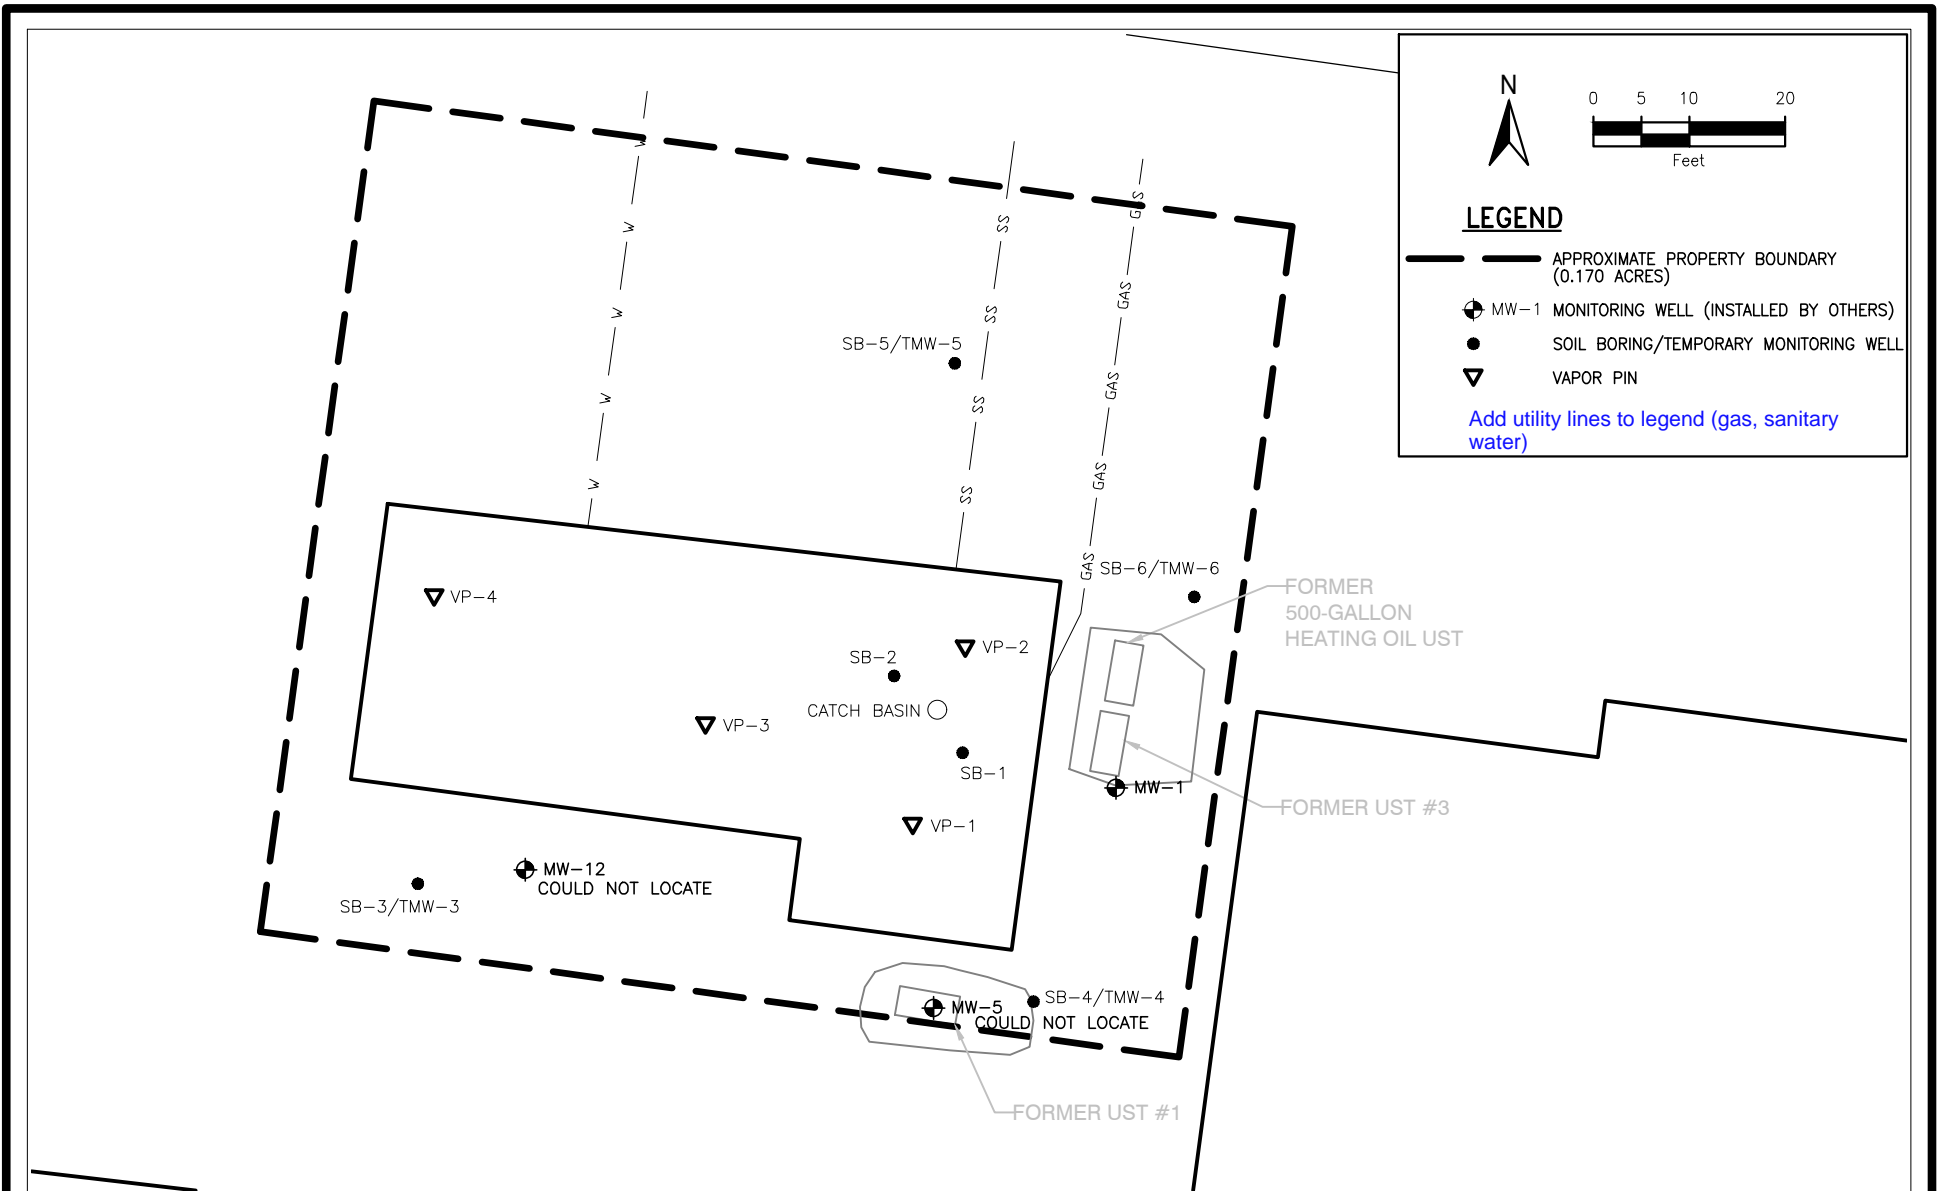 N
0 5 10 20
Feet
LEGEND
APPROXIMATE PROPERTY BOUNDARY
(0.170 ACRES)
MW-1 MONITORING WELL (INSTALLED BY OTHERS)
SOIL BORING/TEMPORARY MONITORING WELL
VAPOR PIN
Add utility lines to legend (gas, sanitary
water)
W
W
W
W
W
SS
SS
SS
SS
GAS
GAS
GAS
GAS
GAS
SB-5/TMW-5
SB-6/TMW-6
FORMER
500-GALLON
HEATING OIL UST
VP-4
VP-2
SB-2
CATCH BASIN
VP-3
SB-1
MW-1
FORMER UST #3
VP-1
MW-12
COULD NOT LOCATE
SB-3/TMW-3
SB-4/TMW-4
MW-5
COULD NOT LOCATE
FORMER UST #1